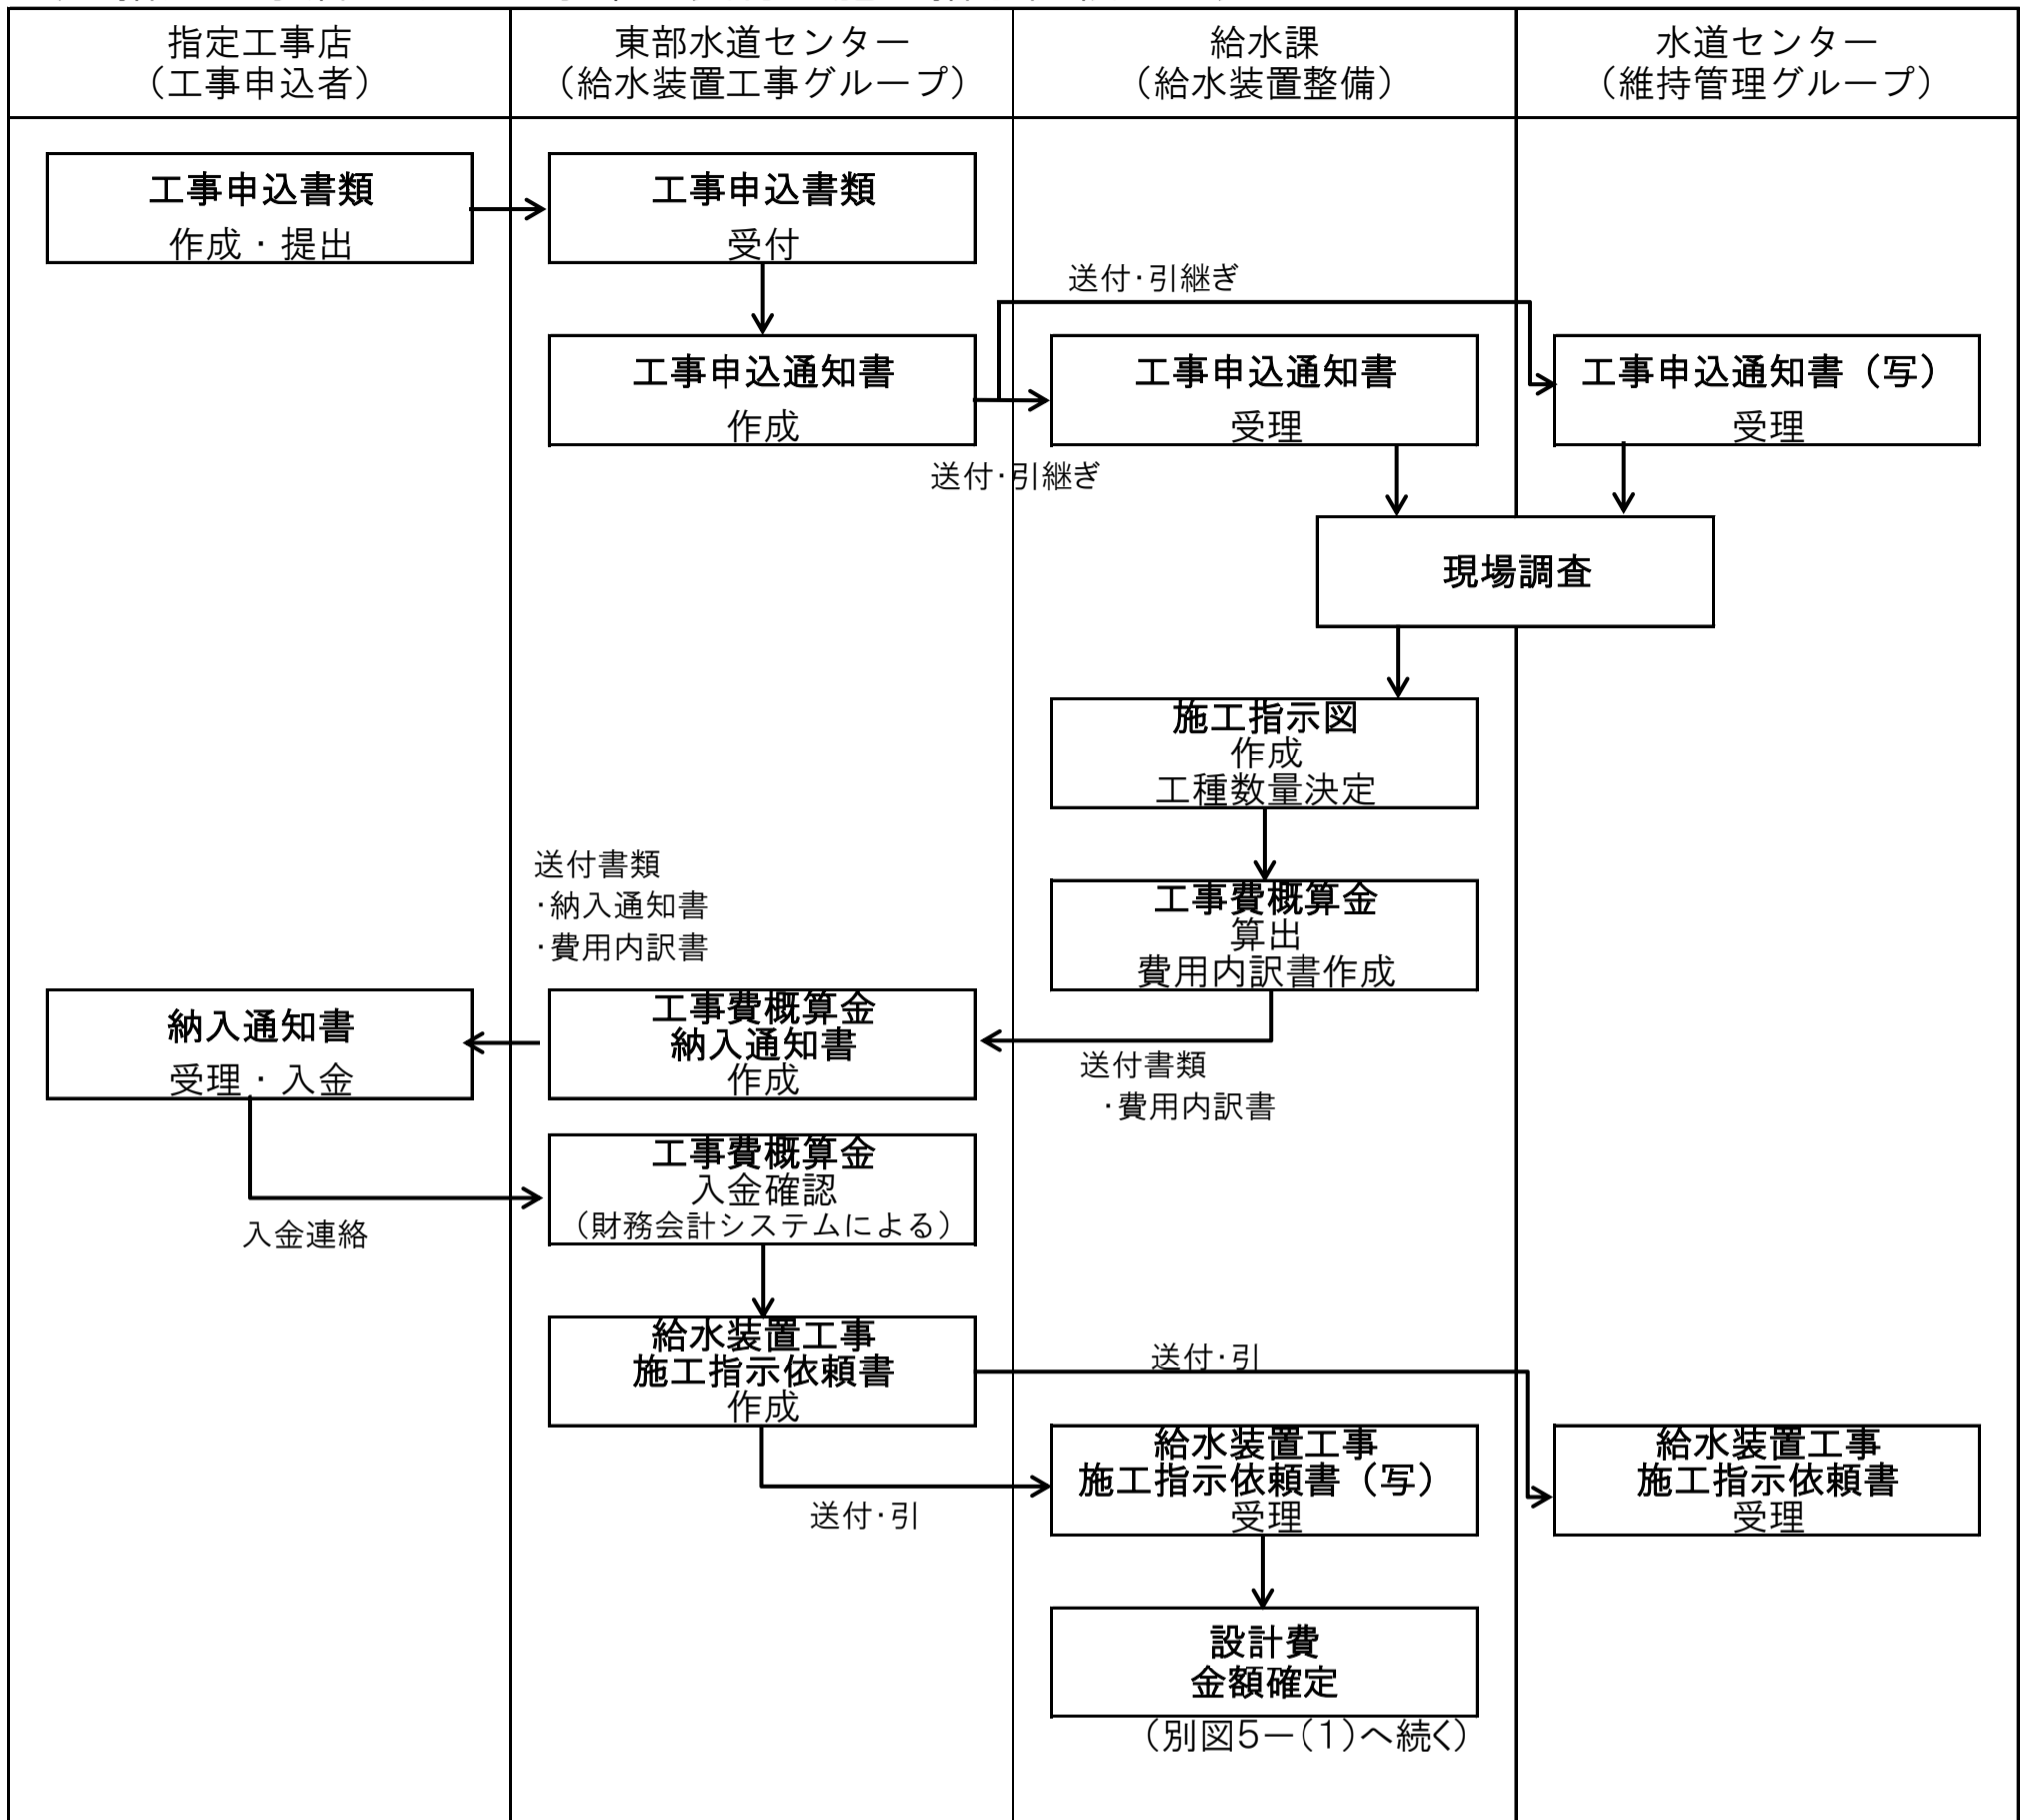 指定工事店
（工事申込者）
東部水道センター
（給水装置工事グループ）
給水課
（給水装置整備）
水道センター
（維持管理グループ）
工事申込書類
作成・提出
工事申込書類
受付
送付・引継ぎ
工事申込通知書
作成
工事申込通知書
受理
工事申込通知書（写）
受理
送付・引継ぎ
現場調査
施工指示図
作成
工種数量決定
送付書類
・納入通知書
・費用内訳書
工事費概算金
算出
費用内訳書作成
納入通知書
受理・入金
工事費概算金
納入通知書
作成
送付書類
・費用内訳書
工事費概算金
入金確認
（財務会計システムによる）
入金連絡
給水装置工事
施工指示依頼書
作成
送付・引
給水装置工事
施工指示依頼書（写）
受理
給水装置工事
施工指示依頼書
受理
送付・引
設計費
金額確定
（別図5－(1)へ続く）